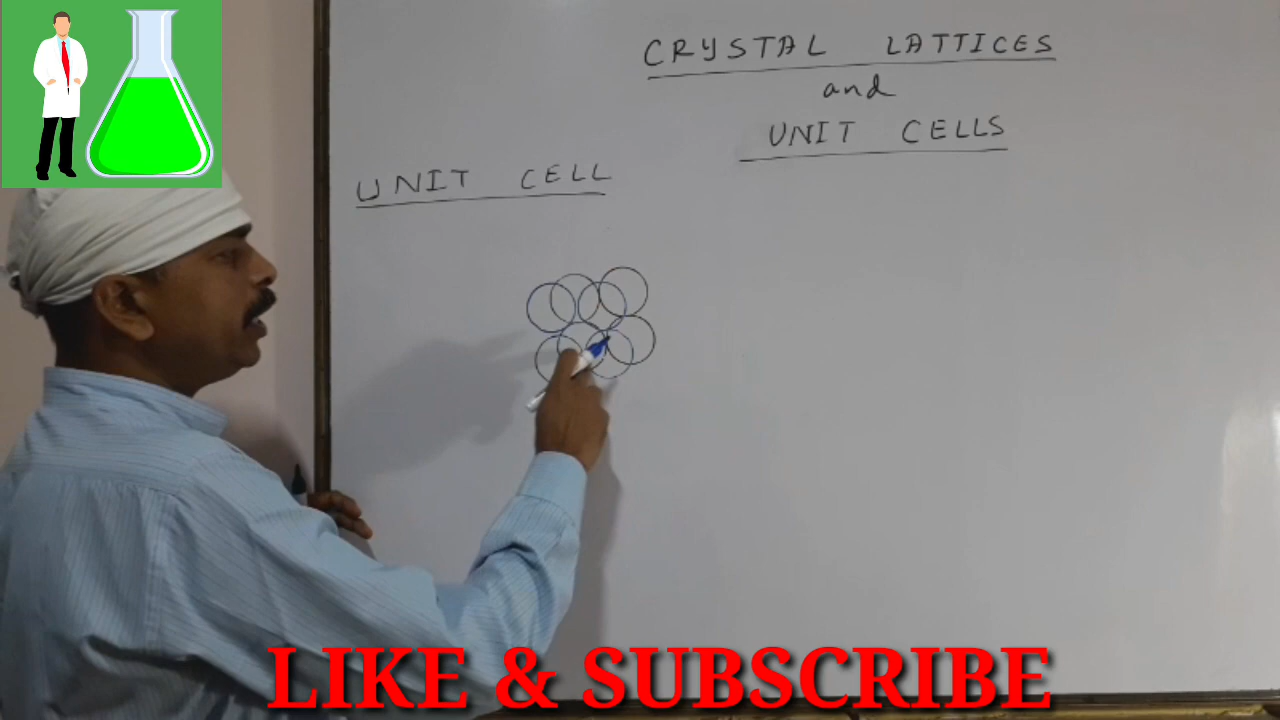 CRYSTAL LATTICES
and
UNIT CELLS
UNIT CELL
LIKE & SUBSCRIBE